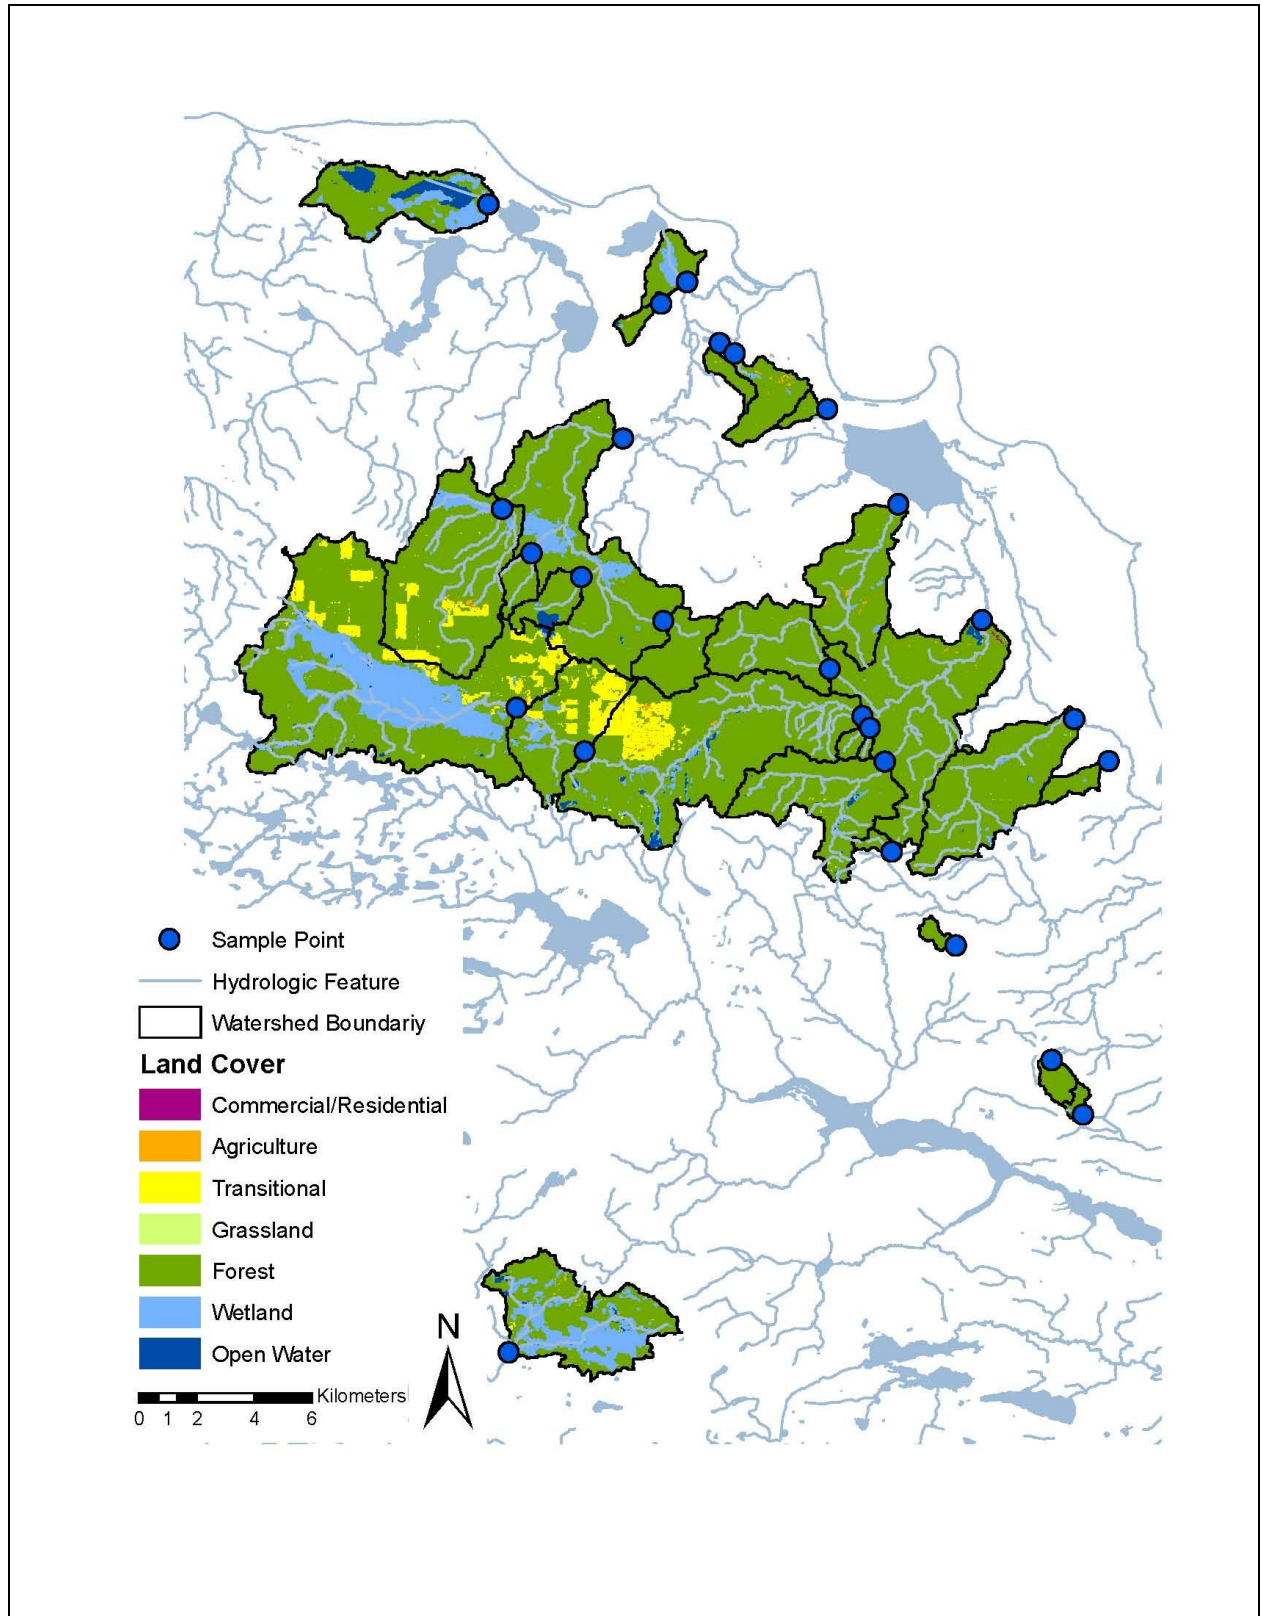 Sample Point
Hydrologic Feature
Watershed Boundariy
Land Cover
Commercial/Residential
Agriculture
Transitional
Grassland
Forest
Wetland
Open Water
N
Kilometers
0 1 2 4 6